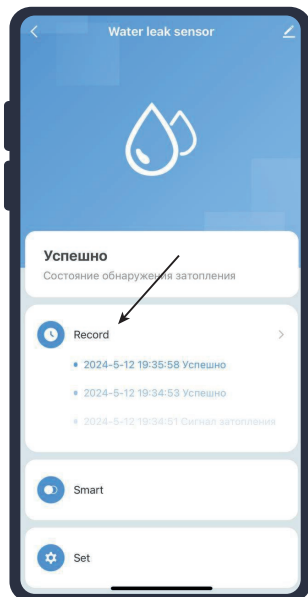 Water leak sensor
Успешно
Состояние обнаружения затопления
Record
2024-5-12 19:35:58 Успешно
2024-5-12 19:34:53 Успешно
2024-5-12 19:34:51 Сигнал затопления
Smart
Set